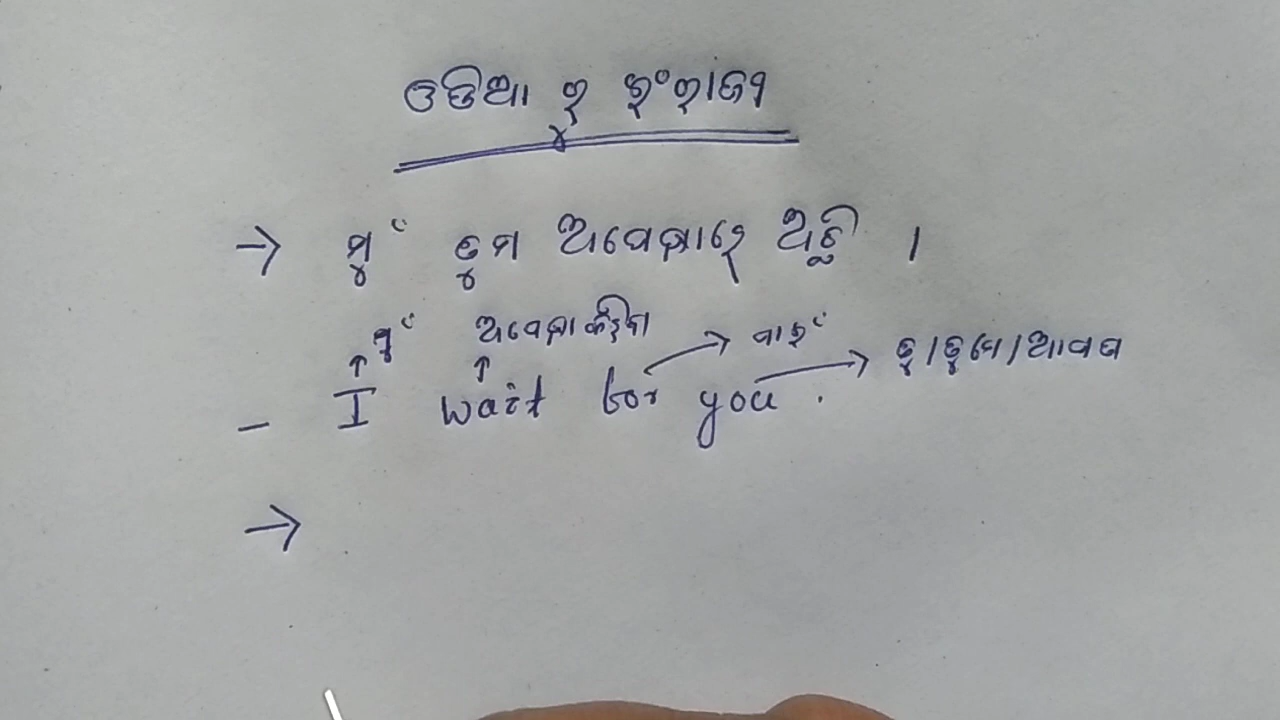 ଓଡିଆ ରୁ ଇଂରାଜୀ
→ ମୁଁ ତୁମ ଅପେକ୍ଷାରେ ଅଛି ।
ମୁଁ ଅପେକ୍ଷା କରିବା ବାଇଁ ତୁ/ତୁମେ/ଆପଣ
- I wait for you .
→